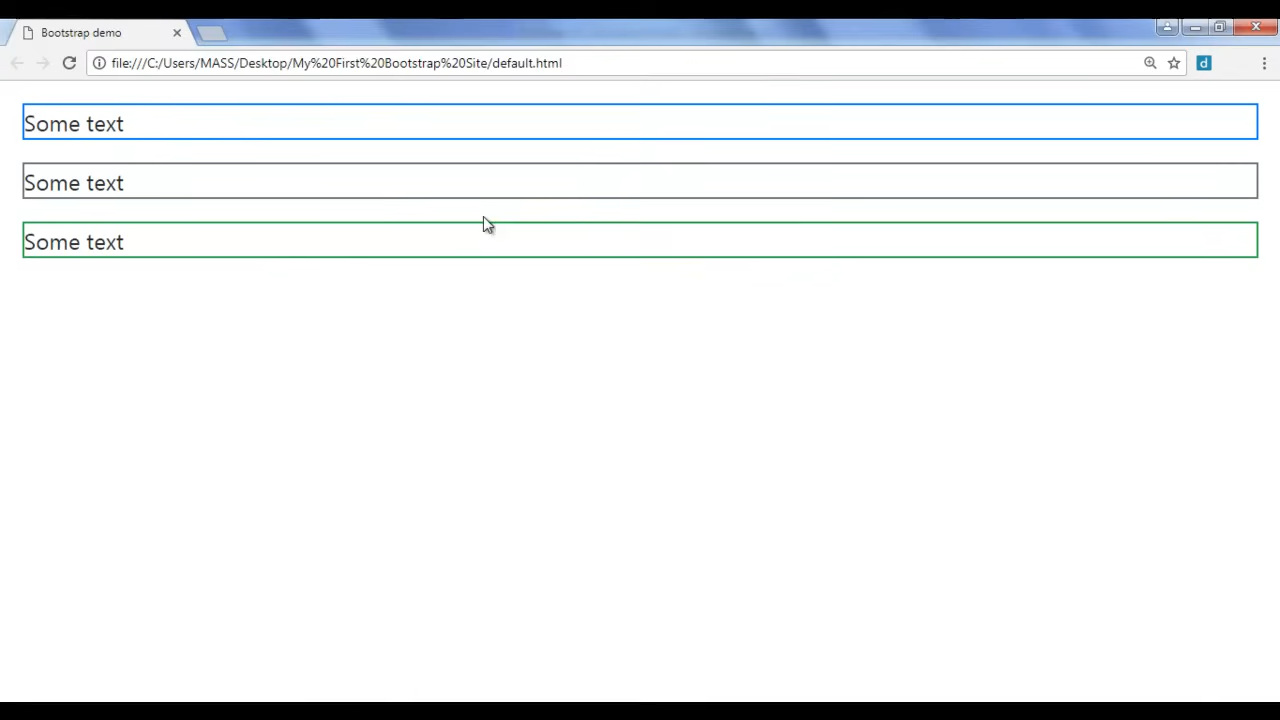 Bootstrap demo
file:///C:/Users/MASS/Desktop/My%20First%20Bootstrap%20Site/default.html
d
Some text
Some text
Some text